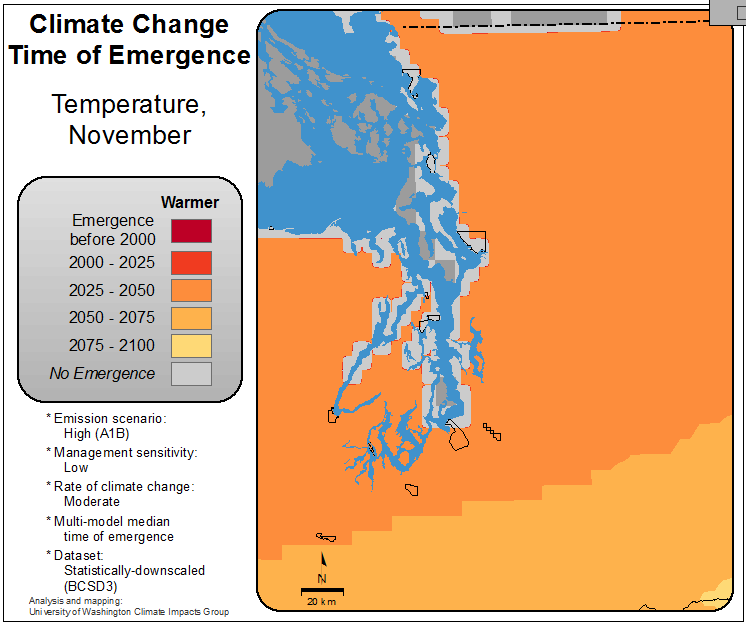 Climate Change
Time of Emergence
Temperature,
November
Warmer
Emergence
before 2000
2000 - 2025
2025 - 2050
2050 - 2075
2075 - 2100
No Emergence
* Emission scenario:
High (A1B)
* Management sensitivity:
Low
* Rate of climate change:
Moderate
* Multi-model median
time of emergence
* Dataset:
Statistically-downscaled
(BCSD3)
Analysis and mapping:
University of Washington Climate Impacts Group
N
20 km